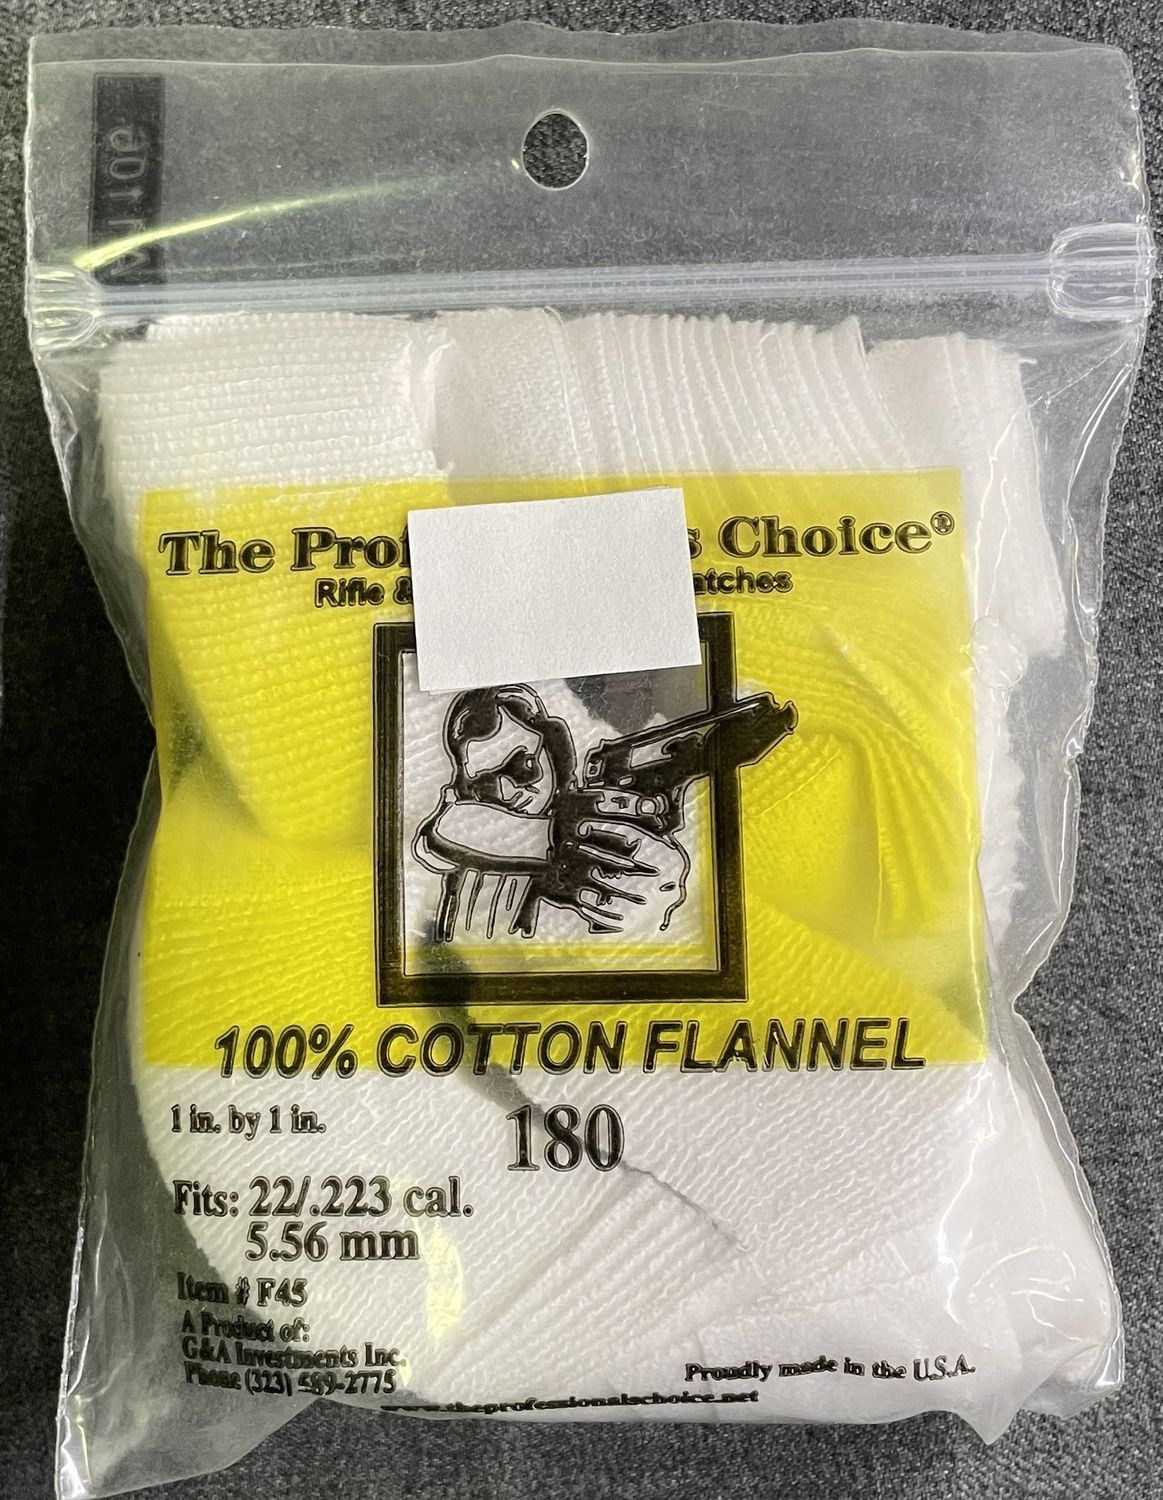 The Prof s Choice®
Rifle & atches
100% COTTON FLANNEL
1 in. by 1 in.
180
Fits: 22/.223 cal.
5.56 mm
Item # F45
A Product of:
G&A Investments Inc.
Phone (323) 589-2775
Proudly made in the U.S.A.
www.theprofessionalschoice.net